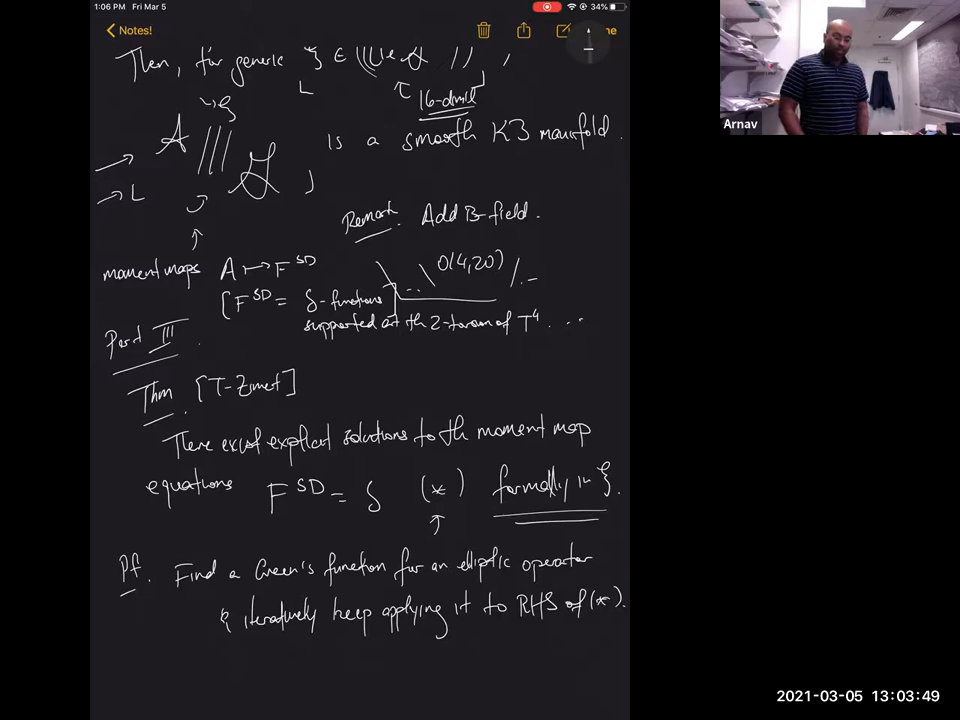 1:06 PM Fri Mar 5
34%
Notes!
Then, for generic ξ ∈ (Lie
16-dim'l
A /// is a smooth K3 manifold.
L
Remark. Add B-field.
moment maps A ↦ F^SD
O(4,20)
[F^SD = δ-functions
supported at the 2-torsion of T^4 ...
Part III.
Thm. [T-Zimet]
There exist explicit solutions to the moment map
equations F^SD = δ (*) formally in ξ.
Pf. Find a Green's function for an elliptic operator
& iteratively keep applying it to RHS of (*).
Arnav
2021-03-05 13:03:49